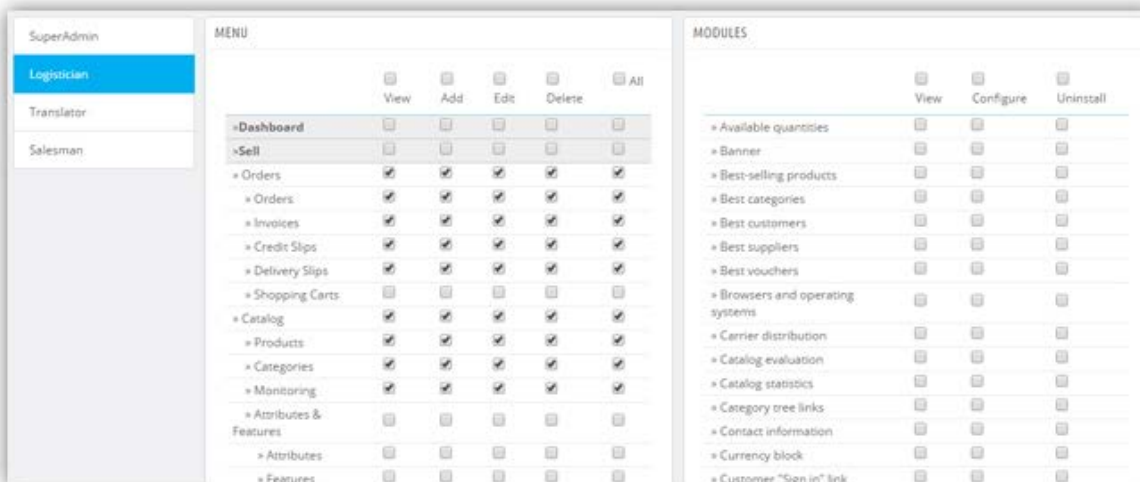 SuperAdmin
Logistician
Translator
Salesman
MENU
All
View Add Edit Delete
»Dashboard
»Sell
» Orders
» Orders
» Invoices
» Credit Slips
» Delivery Slips
» Shopping Carts
» Catalog
» Products
» Categories
» Monitoring
» Attributes &
Features
» Attributes
» Features
MODULES
View Configure Uninstall
» Available quantities
» Banner
» Best-selling products
» Best categories
» Best customers
» Best suppliers
» Best vouchers
» Browsers and operating
systems
» Carrier distribution
» Catalog evaluation
» Catalog statistics
» Category tree links
» Contact information
» Currency block
» Customer "Sign in" link